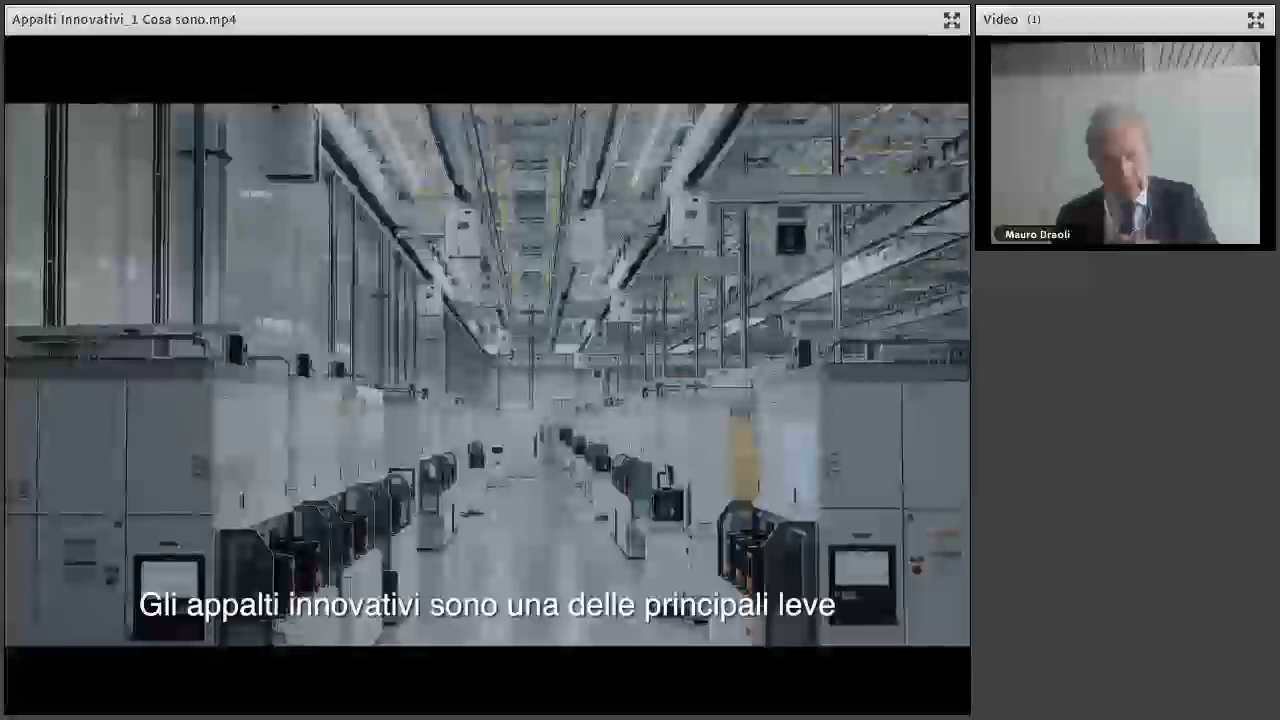 Appalti Innovativi_1 Cosa sono.mp4
Video (1)
Mauro Draoli
Gli appalti innovativi sono una delle principali leve